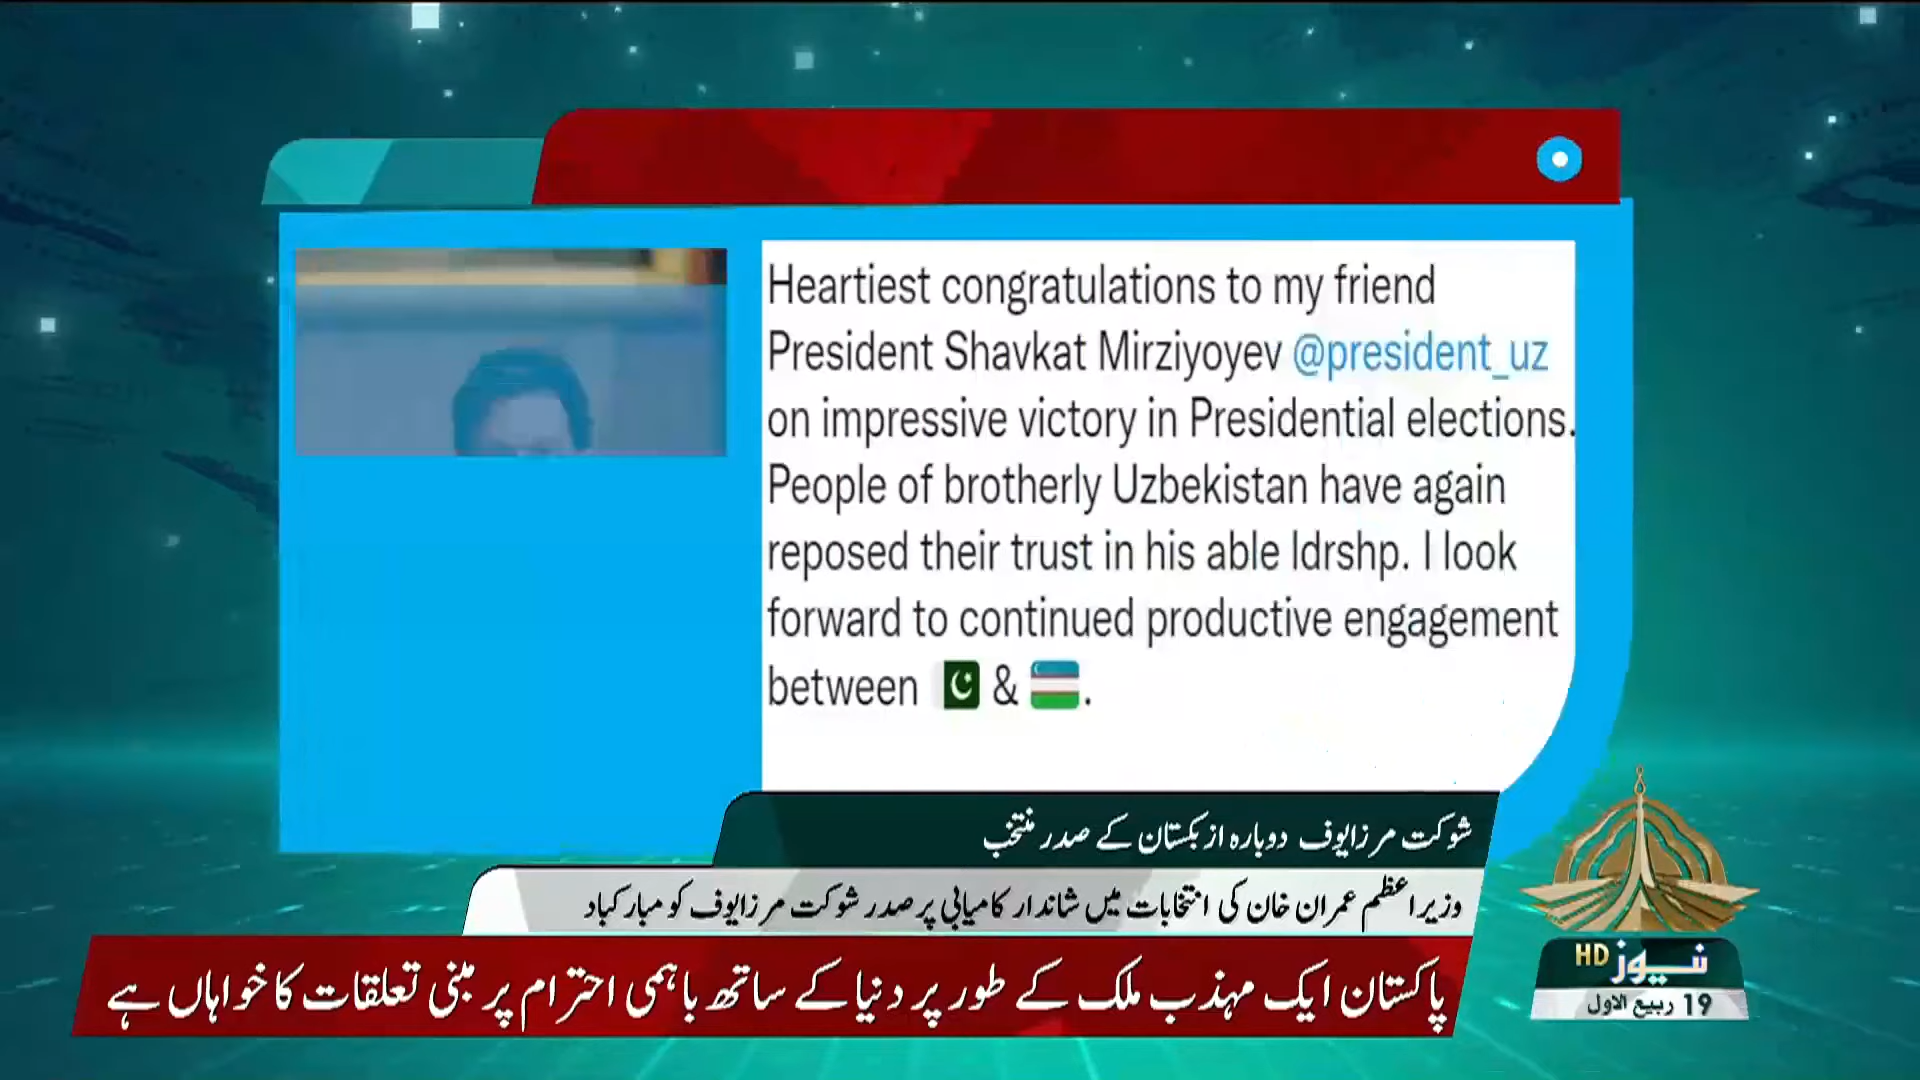 Heartiest congratulations to my friend
President Shavkat Mirziyoyev @president_uz
on impressive victory in Presidential elections.
People of brotherly Uzbekistan have again
reposed their trust in his able ldrshp. I look
forward to continued productive engagement
between 🇵🇰 & 🇺🇿.
شوکت مرزایوف دوبارہ ازبکستان کے صدر منتخب
وزیراعظم عمران خان کی انتخابات میں شاندار کامیابی پر صدر شوکت مرزایوف کو مبارکباد
پاکستان ایک مہذب ملک کے طور پر دنیا کے ساتھ باہمی احترام پر مبنی تعلقات کا خواہاں ہے
نیوز HD
19 ربیع الاول